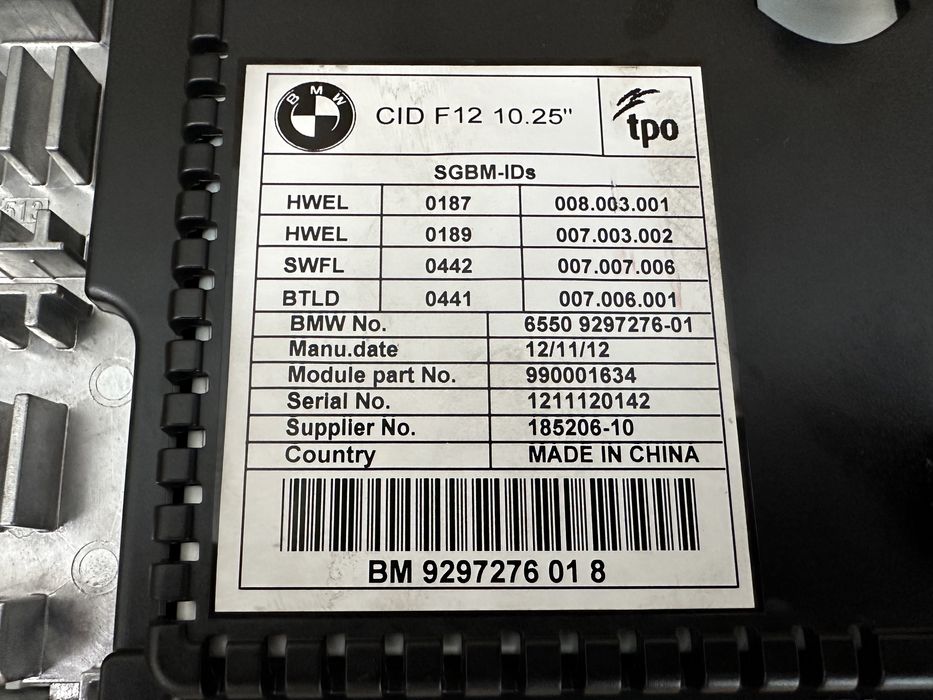 BMW
CID F12 10.25"
tpo
SGBM-IDs
HWEL 0187 008.003.001
HWEL 0189 007.003.002
SWFL 0442 007.007.006
BTLD 0441 007.006.001
BMW No. 6550 9297276-01
Manu.date 12/11/12
Module part No. 990001634
Serial No. 1211120142
Supplier No. 185206-10
Country MADE IN CHINA
BM 9297276 01 8